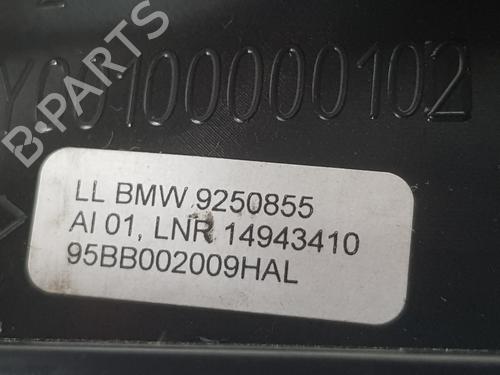 B-PARTS
YC0100000102
LL BMW 9250855
AI 01, LNR 14943410
95BB002009HAL